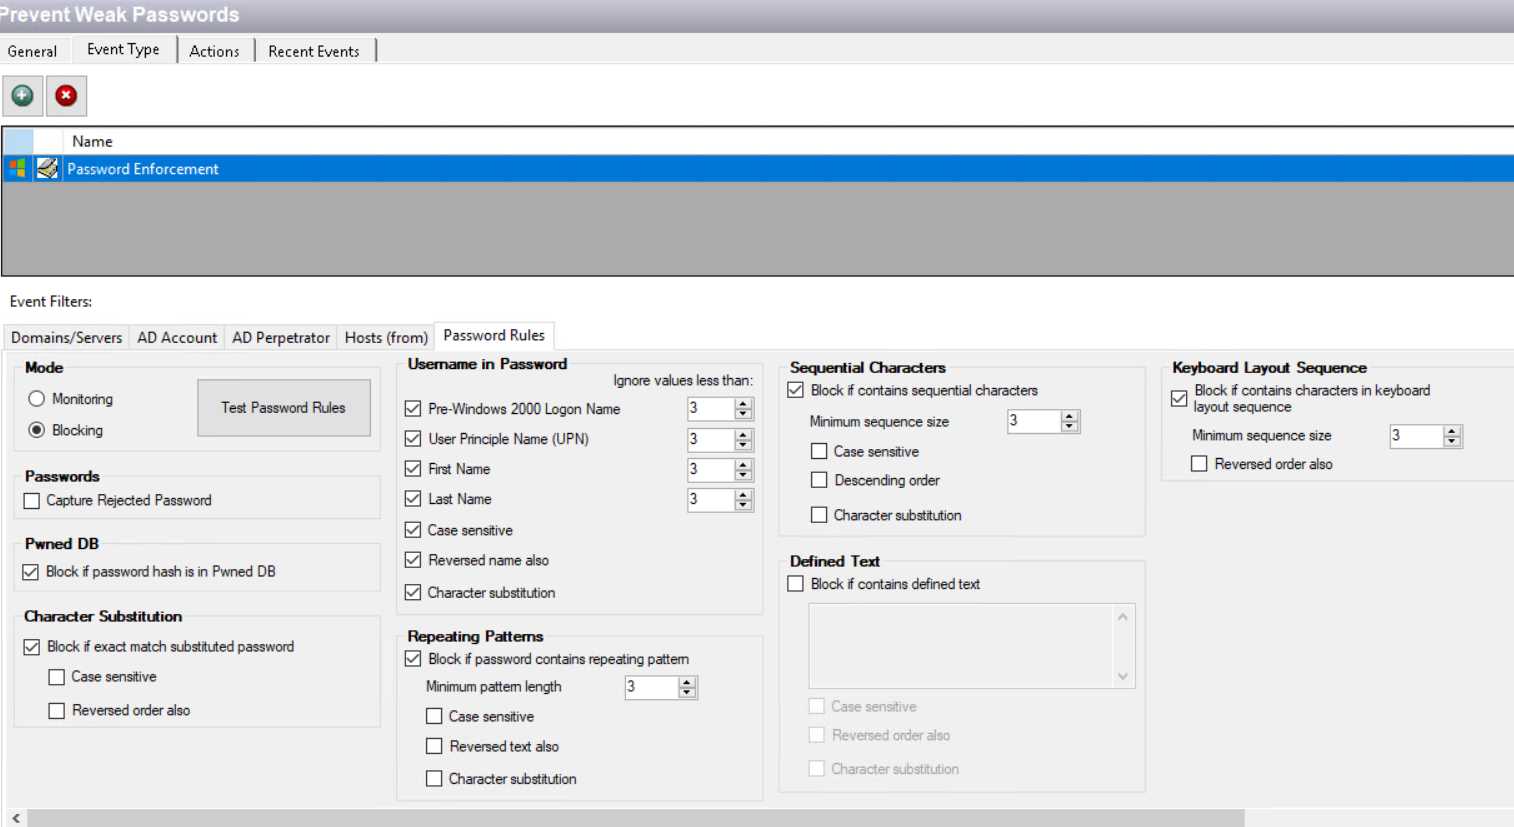 Prevent Weak Passwords
General
Event Type
Actions
Recent Events
Name
Password Enforcement
Event Filters:
Domains/Servers
AD Account
AD Perpetrator
Hosts (from)
Password Rules
Mode
Monitoring
Blocking
Test Password Rules
Passwords
Capture Rejected Password
Pwned DB
Block if password hash is in Pwned DB
Character Substitution
Block if exact match substituted password
Case sensitive
Reversed order also
Username in Password
Ignore values less than:
Pre-Windows 2000 Logon Name 3
User Principle Name (UPN) 3
First Name 3
Last Name 3
Case sensitive
Reversed name also
Character substitution
Repeating Patterns
Block if password contains repeating pattern
Minimum pattern length 3
Case sensitive
Reversed text also
Character substitution
Sequential Characters
Block if contains sequential characters
Minimum sequence size 3
Case sensitive
Descending order
Character substitution
Defined Text
Block if contains defined text
Case sensitive
Reversed order also
Character substitution
Keyboard Layout Sequence
Block if contains characters in keyboard
layout sequence
Minimum sequence size 3
Reversed order also